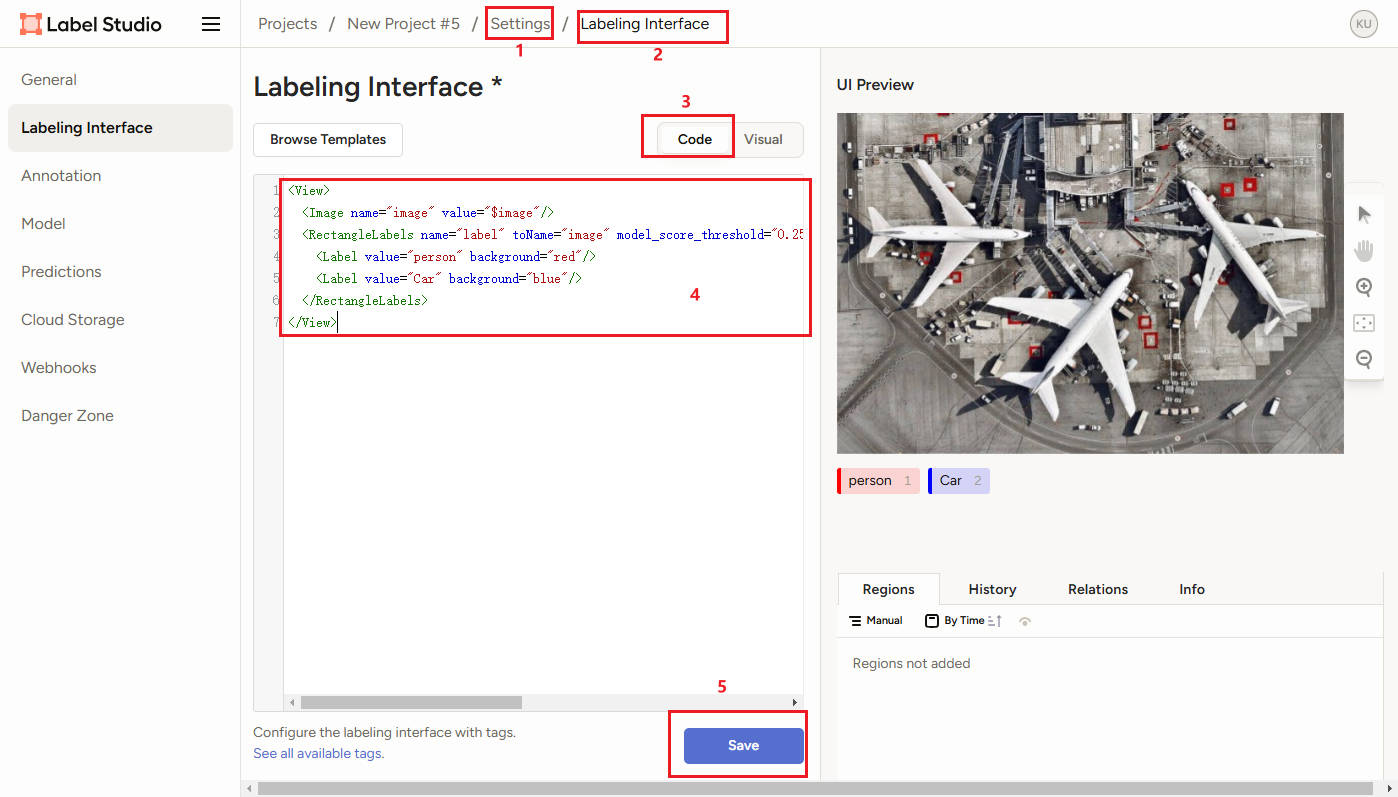 Label Studio
Projects / New Project #5 / Settings / Labeling Interface
KU
1
2
General
Labeling Interface
Annotation
Model
Predictions
Cloud Storage
Webhooks
Danger Zone
Labeling Interface *
3
Browse Templates
Code
Visual
1 <View>
2 <Image name="image" value="$image"/>
3 <RectangleLabels name="label" toName="image" model_score_threshold="0.25
4 <Label value="person" background="red"/>
5 <Label value="Car" background="blue"/>
6 </RectangleLabels>
7 </View>
4
5
Configure the labeling interface with tags.
See all available tags.
Save
UI Preview
person 1
Car 2
Regions
History
Relations
Info
Manual
By Time
Regions not added